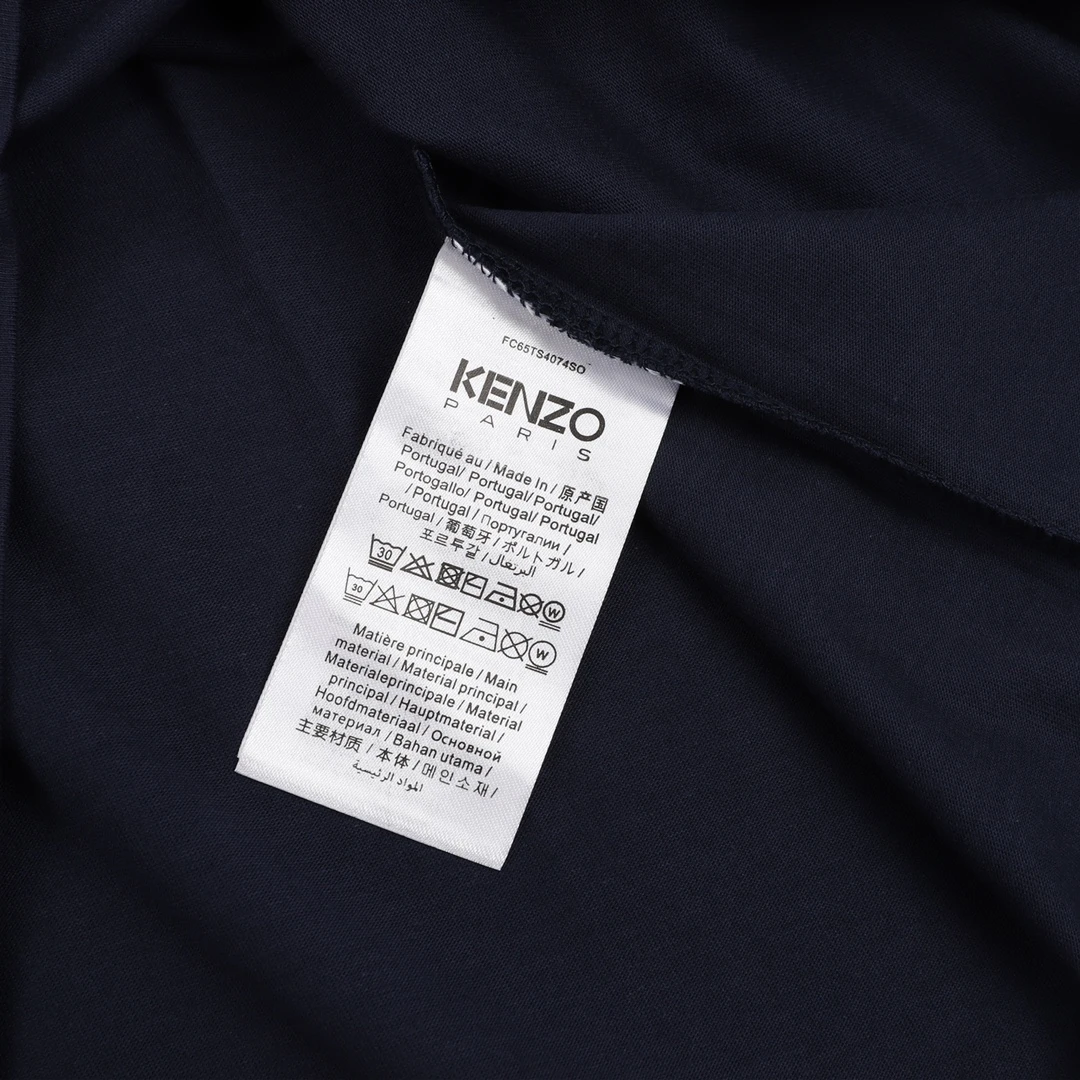 FC65TS4074SO
KENZO
PARIS
Fabriqué au / Made In / 原产国
Portugal/ Portugal/ Portugal/
Portogallo/ Portugal/ Portugal
/ Portugal / Португалии /
Portugal / 葡萄牙 / ポルトガル /
포르투갈 / البرتغال /
30 W
30 W
Matière principale / Main
material / Material principal /
Materialeprincipale / Material
principal / Hauptmaterial /
Hoofdmateriaal / Основной
материал / Bahan utama /
主要材质 / 本体 / 메인소재 /
المواد الرئيسية